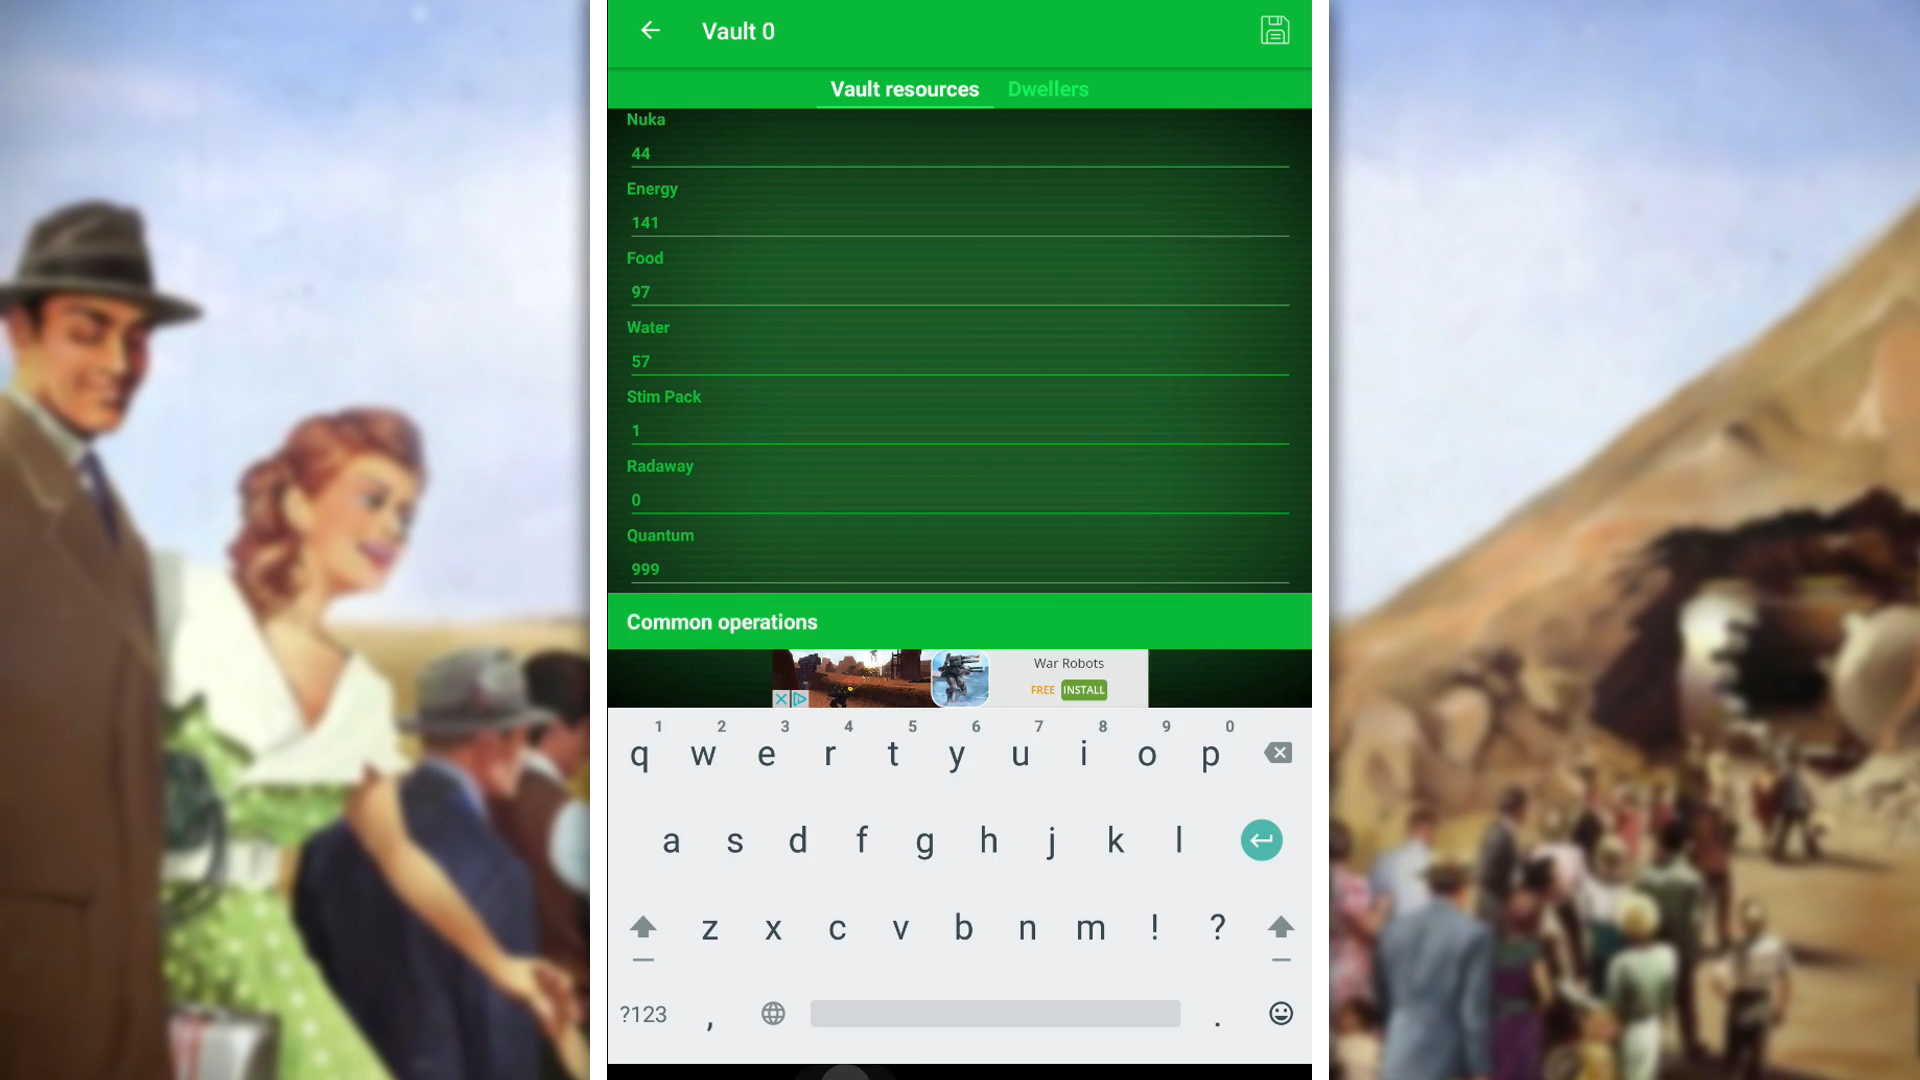 Vault 0
Vault resources Dwellers
Nuka
44
Energy
141
Food
97
Water
57
Stim Pack
1
Radaway
0
Quantum
999
Common operations
War Robots
FREE INSTALL
1 2 3 4 5 6 7 8 9 0
q w e r t y u i o p
a s d f g h j k l
z x c v b n m ! ?
?123 , .